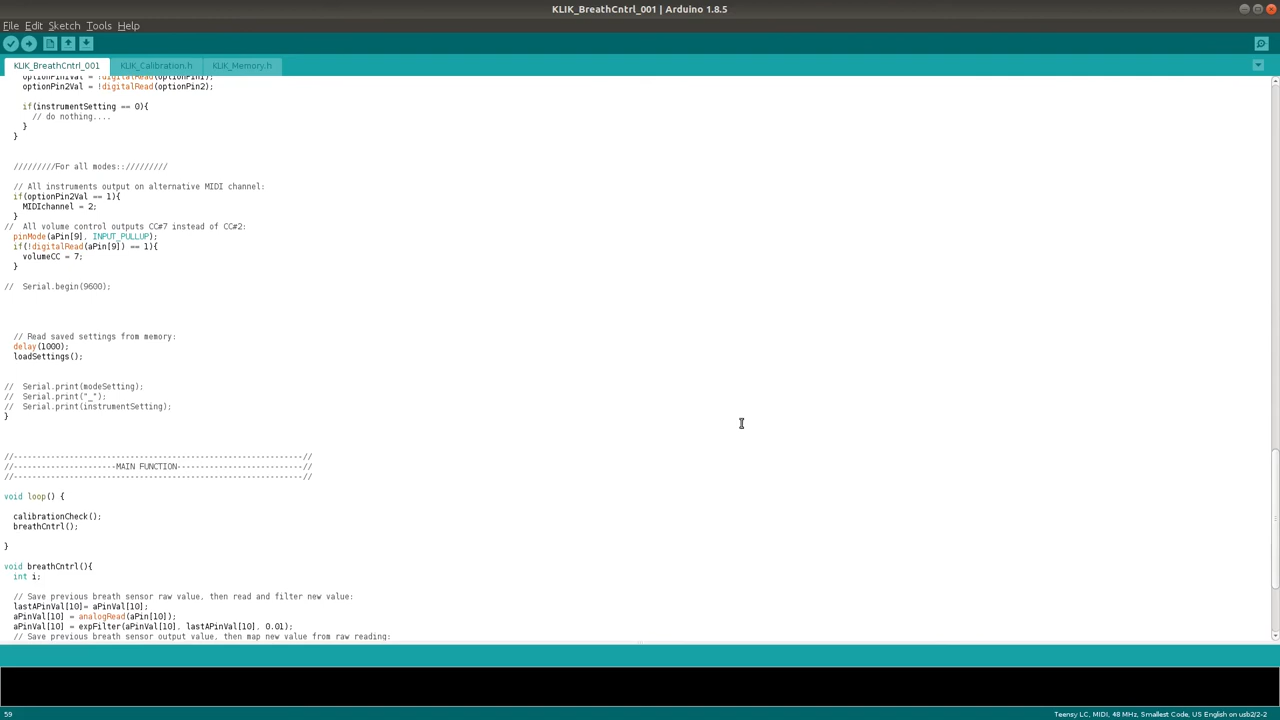 KLIK_BreathCntrl_001 | Arduino 1.8.5
File Edit Sketch Tools Help
KLIK_BreathCntrl_001 KLIK_Calibration.h KLIK_Memory.h
optionPin1Val = !digitalRead(optionPin1);
optionPin2Val = !digitalRead(optionPin2);
if(instrumentSetting == 0){
// do nothing....
}
}
/////////For all modes:://///////
// All instruments output on alternative MIDI channel:
if(optionPin2Val == 1){
MIDIchannel = 2;
}
// All volume control outputs CC#7 instead of CC#2:
pinMode(aPin[9], INPUT_PULLUP);
if(!digitalRead(aPin[9]) == 1){
volumeCC = 7;
}
// Serial.begin(9600);
// Read saved settings from memory:
delay(1000);
loadSettings();
// Serial.print(modeSetting);
// Serial.print("_");
// Serial.print(instrumentSetting);
}
//--------------------------------------------------------------//
//----------------------MAIN FUNCTION---------------------------//
//--------------------------------------------------------------//
void loop() {
calibrationCheck();
breathCntrl();
}
void breathCntrl(){
int i;
// Save previous breath sensor raw value, then read and filter new value:
lastAPinVal[10]= aPinVal[10];
aPinVal[10] = analogRead(aPin[10]);
aPinVal[10] = expFilter(aPinVal[10], lastAPinVal[10], 0.01);
// Save previous breath sensor output value, then map new value from raw reading:
59
Teensy LC, MIDI, 48 MHz, Smallest Code, US English on usb2/2-2